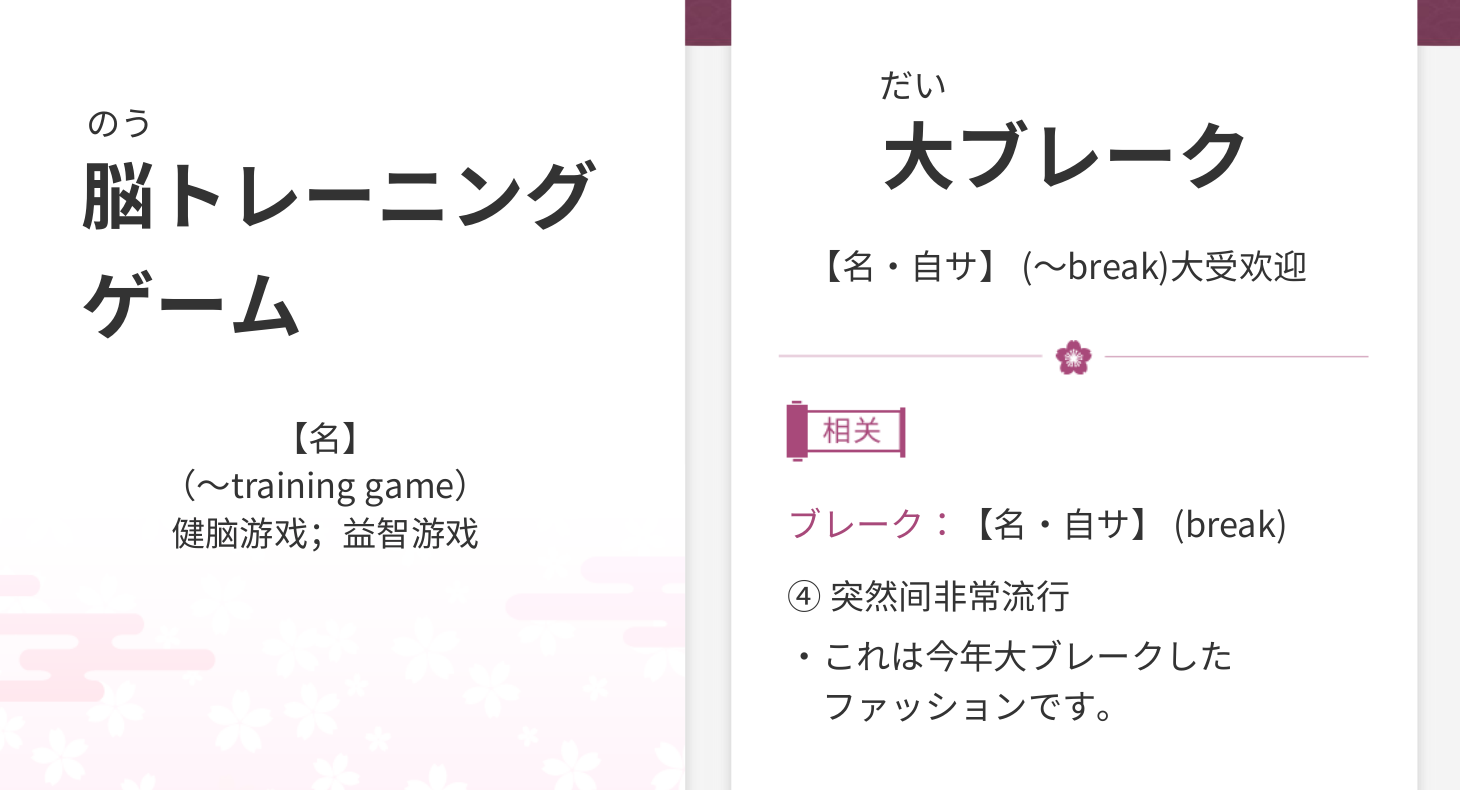 のう
脳トレーニング
ゲーム
【名】
（～training game）
健脑游戏；益智游戏
だい
大ブレーク
【名・自サ】 (～break)大受欢迎
相关
ブレーク：【名・自サ】 (break)
④ 突然间非常流行
・これは今年大ブレークした
ファッションです。